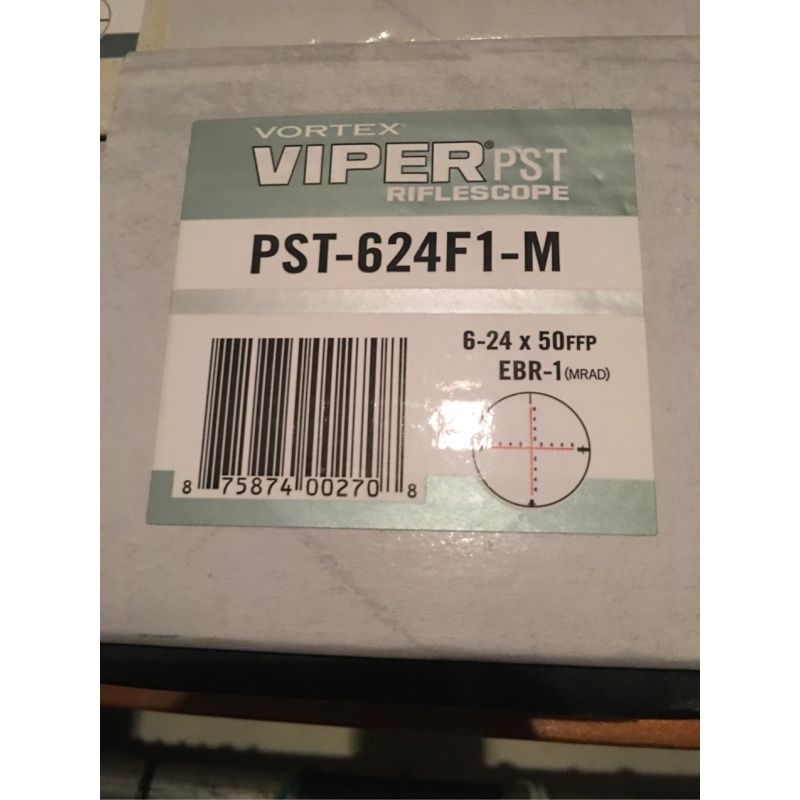 VORTEX®
VIPER® PST
RIFLESCOPE
PST-624F1-M
6-24 x 50FFP
EBR-1(MRAD)
8 75874 00270 8